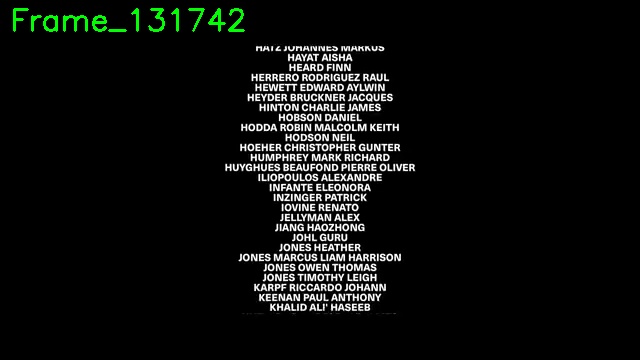 Frame_131742
HATZ JOHANNES MARKUS
HAYAT AISHA
HEARD FINN
HERRERO RODRIGUEZ RAUL
HEWETT EDWARD AYLWIN
HEYDER BRUCKNER JACQUES
HINTON CHARLIE JAMES
HOBSON DANIEL
HODDA ROBIN MALCOLM KEITH
HODSON NEIL
HOEHER CHRISTOPHER GUNTER
HUMPHREY MARK RICHARD
HUYGHUES BEAUFOND PIERRE OLIVER
ILIOPOULOS ALEXANDRE
INFANTE ELEONORA
INZINGER PATRICK
IOVINE RENATO
JELLYMAN ALEX
JIANG HAOZHONG
JOHL GURU
JONES HEATHER
JONES MARCUS LIAM HARRISON
JONES OWEN THOMAS
JONES TIMOTHY LEIGH
KARPF RICCARDO JOHANN
KEENAN PAUL ANTHONY
KHALID ALI' HASEEB